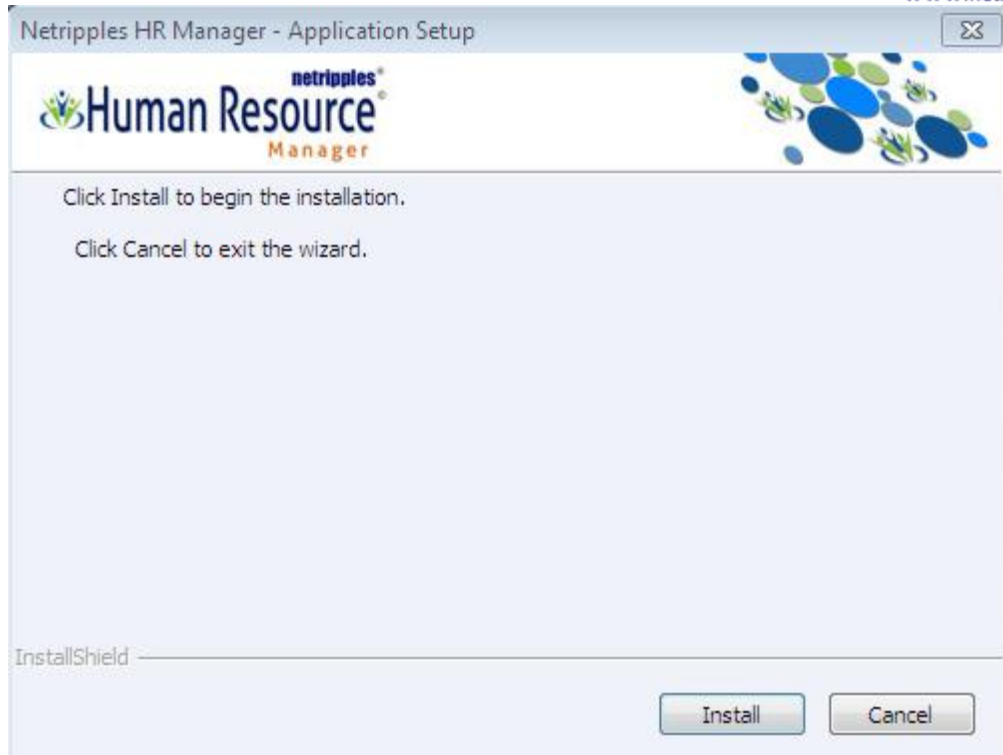 Netripples HR Manager - Application Setup
netripples®
Human Resource®
Manager
Click Install to begin the installation.
Click Cancel to exit the wizard.
InstallShield
Install Cancel